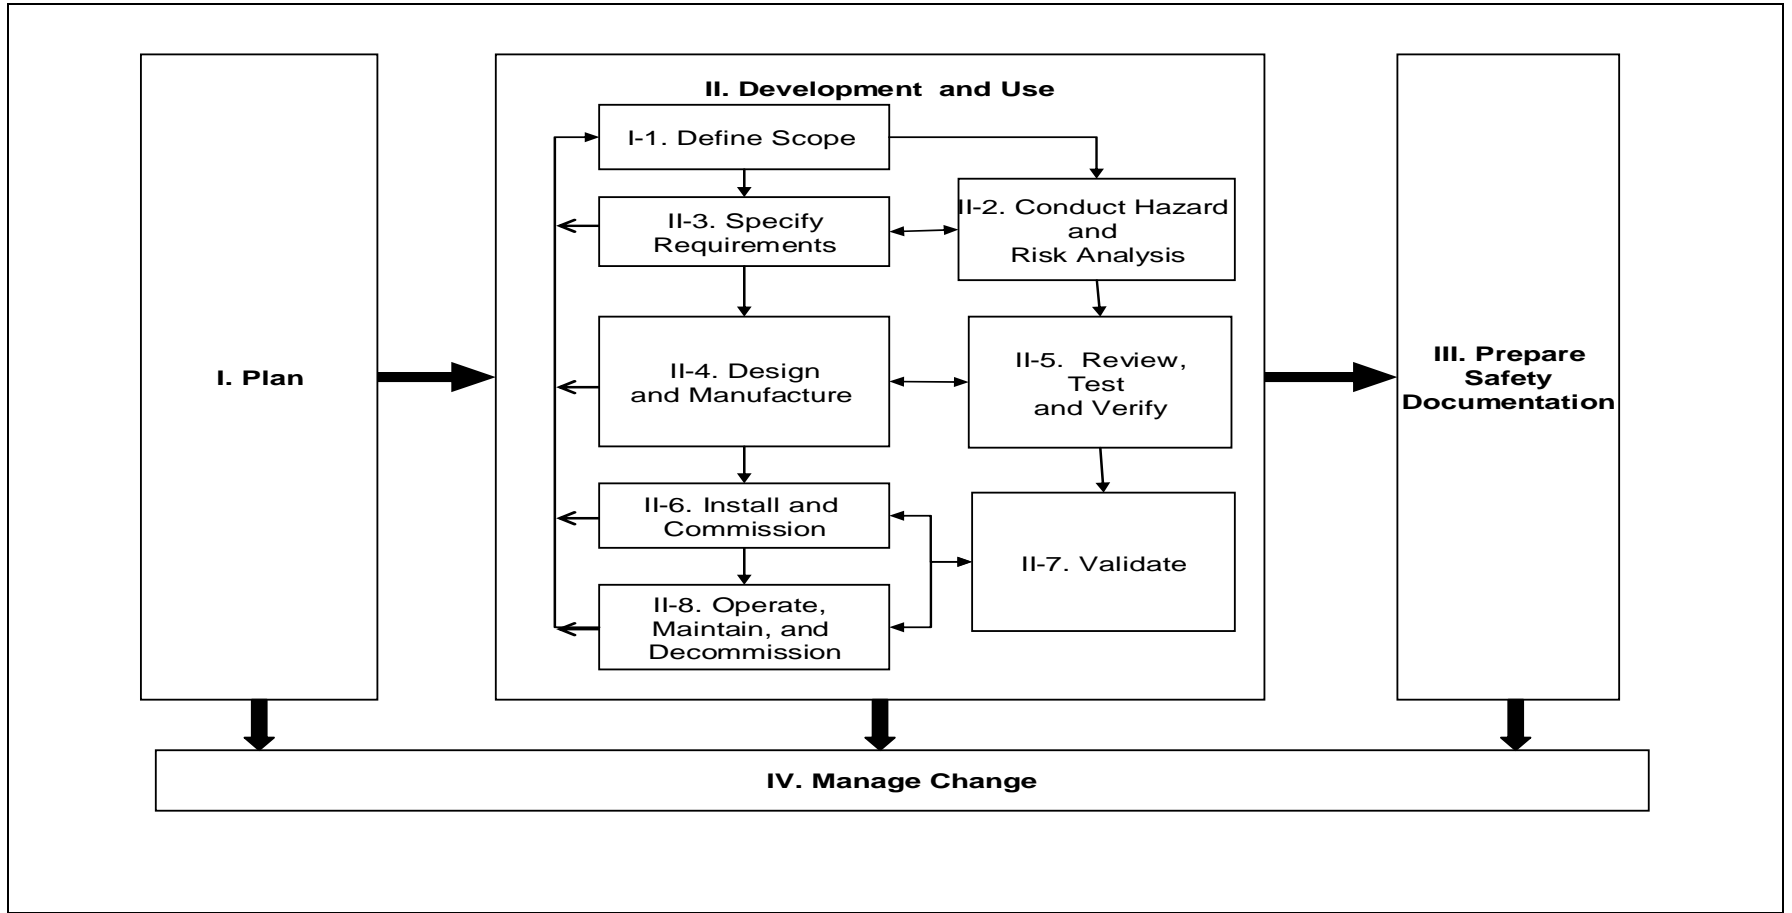 II. Development and Use
I-1. Define Scope
II-3. Specify
Requirements
II-2. Conduct Hazard
and
Risk Analysis
I. Plan
II-4. Design
and Manufacture
II-5. Review,
Test
and Verify
III. Prepare
Safety
Documentation
II-6. Install and
Commission
II-7. Validate
II-8. Operate,
Maintain, and
Decommission
IV. Manage Change